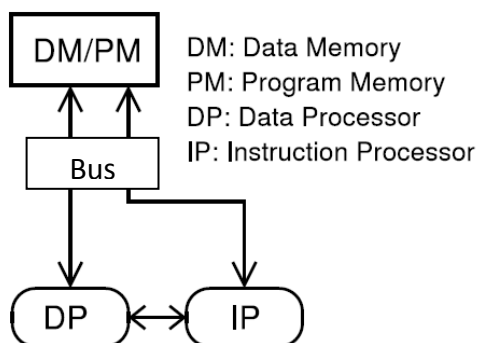 DM/PM
DM: Data Memory
PM: Program Memory
DP: Data Processor
IP: Instruction Processor
Bus
DP
IP